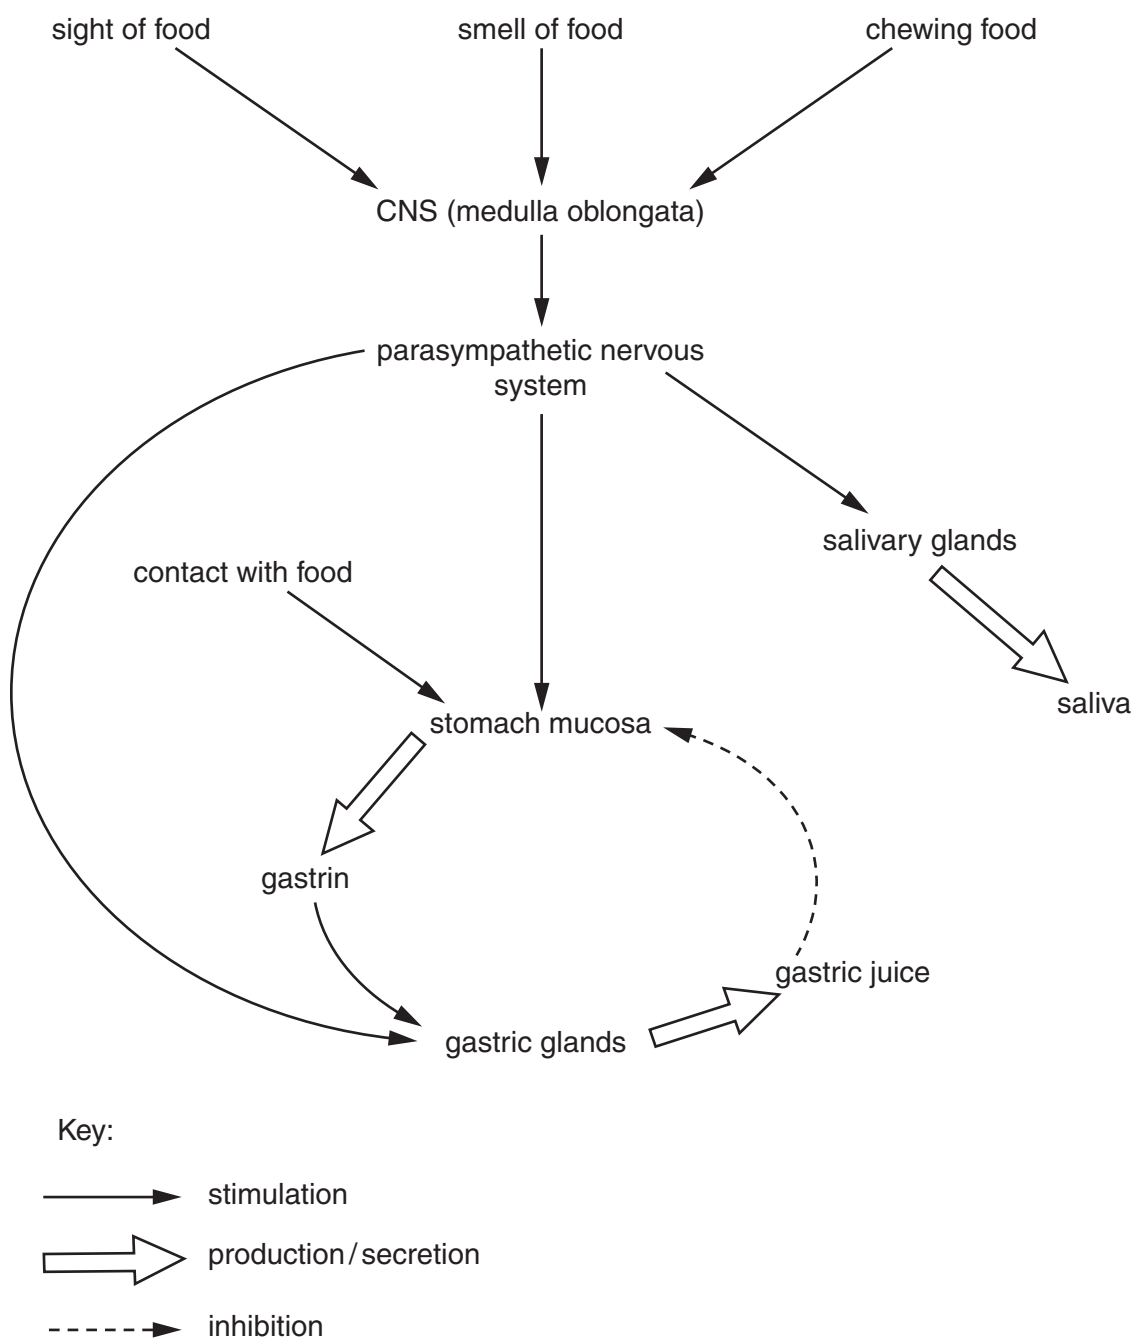 sight of food
smell of food
chewing food
CNS (medulla oblongata)
parasympathetic nervous
system
salivary glands
contact with food
saliva
stomach mucosa
gastrin
gastric juice
gastric glands
Key:
stimulation
production/secretion
inhibition